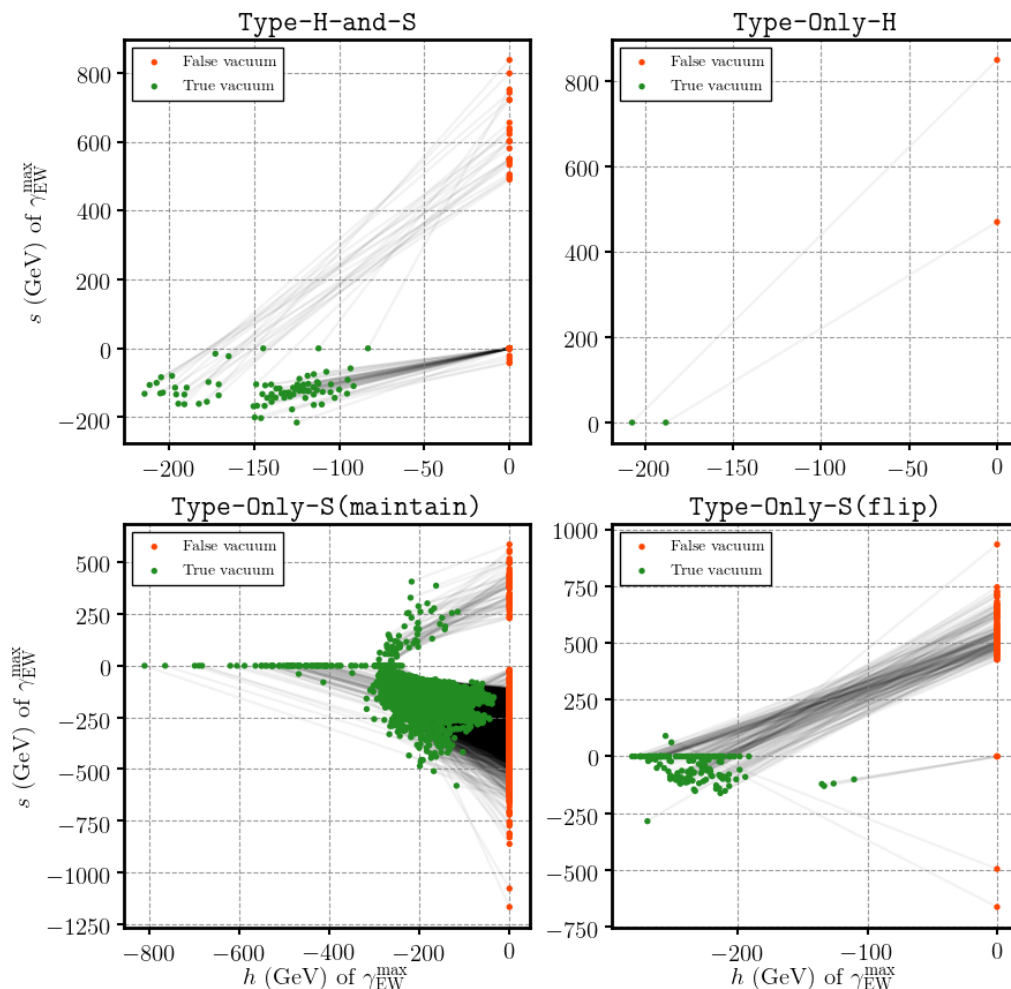 Type-H-and-S
False vacuum
True vacuum
800
600
400
200
0
−200
−200
−150
−100
−50
0
s (GeV) of γ_EW^max
Type-Only-H
False vacuum
True vacuum
800
600
400
200
0
−200
−150
−100
−50
0
Type-Only-S(maintain)
False vacuum
True vacuum
500
250
0
−250
−500
−750
−1000
−1250
−800
−600
−400
−200
0
s (GeV) of γ_EW^max
h (GeV) of γ_EW^max
Type-Only-S(flip)
False vacuum
True vacuum
1000
750
500
250
0
−250
−500
−750
−200
−100
0
h (GeV) of γ_EW^max